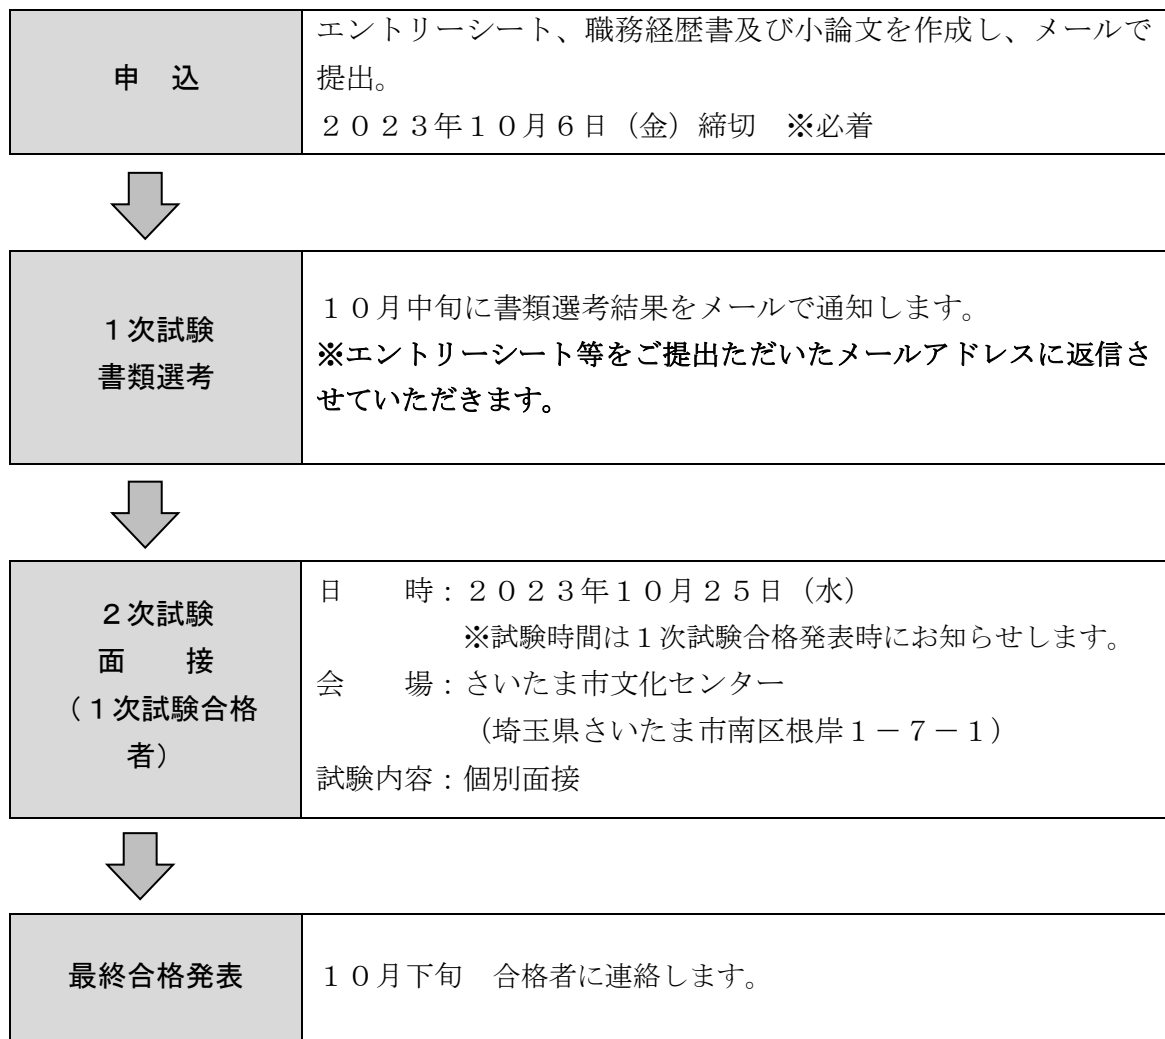 申　込
エントリーシート、職務経歴書及び小論文を作成し、メールで
提出。
２０２３年１０月６日（金）締切　※必着
１次試験
書類選考
１０月中旬に書類選考結果をメールで通知します。
※エントリーシート等をご提出ただいたメールアドレスに返信さ
せていただきます。
２次試験
面　　接
（１次試験合格
者）
日　　時：２０２３年１０月２５日（水）
※試験時間は１次試験合格発表時にお知らせします。
会　　場：さいたま市文化センター
（埼玉県さいたま市南区根岸１－７－１）
試験内容：個別面接
最終合格発表
１０月下旬　合格者に連絡します。